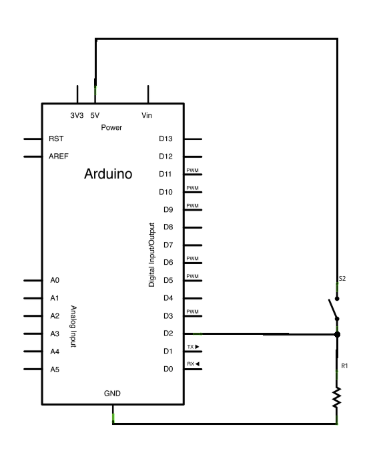 3V3 5V Vin
Power
RST D13
AREF D12
Arduino D11 PWM
D10 PWM
D9 PWM
D8
D7
Digital Input/Output
D6 PWM
A0 D5 PWM
S2
A1 D4
A2 D3 PWM
Analog Input
A3 D2
A4 D1 TX ▶
A5 D0 RX ◀
R1
GND